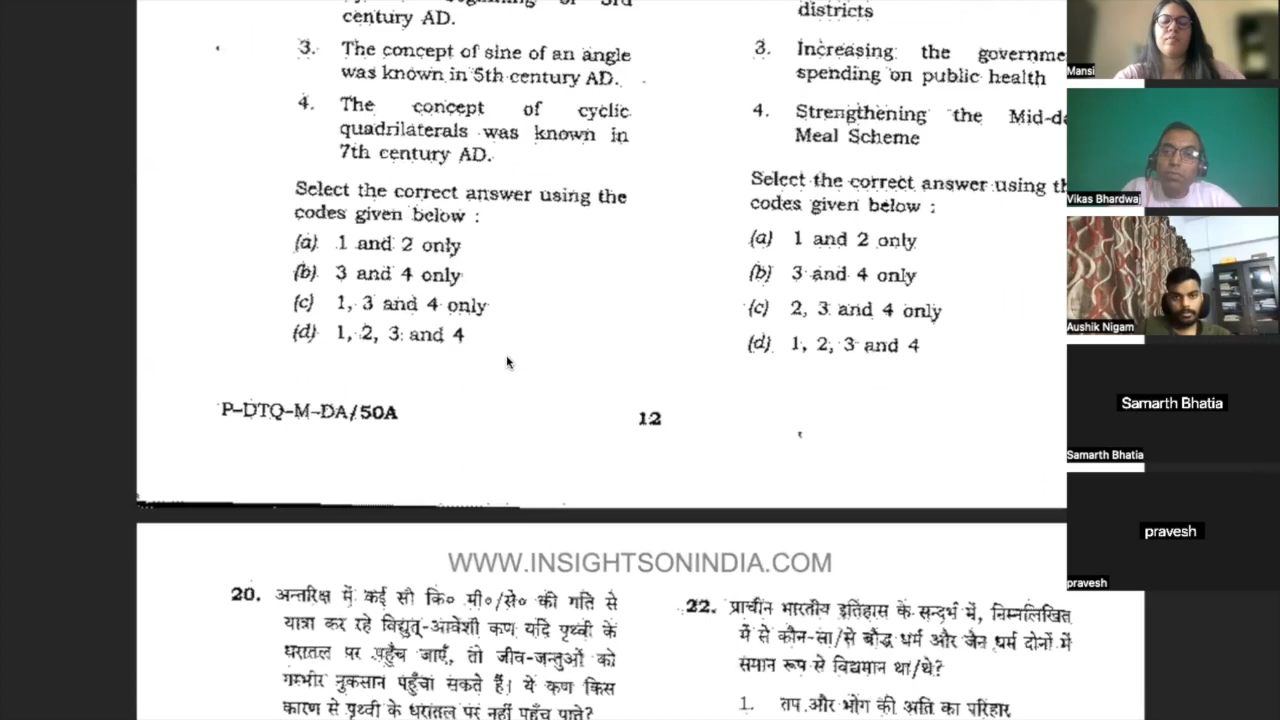 century AD.
3. The concept of sine of an angle
was known in 5th century AD.
4. The concept of cyclic
quadrilaterals was known in
7th century AD.
Select the correct answer using the
codes given below :
(a) 1 and 2 only
(b) 3 and 4 only
(c) 1, 3 and 4 only
(d) 1, 2, 3 and 4
districts
3. Increasing the governme
spending on public health
4. Strengthening the Mid-da
Meal Scheme
Select the correct answer using th
codes given below :
(a) 1 and 2 only
(b) 3 and 4 only
(c) 2, 3 and 4 only
(d) 1, 2, 3 and 4
P-DTQ-M-DA/50A
12
WWW.INSIGHTSONINDIA.COM
20. अन्तरिक्ष में कई सौ कि० मी०/से० की गति से
यात्रा कर रहे विद्युत्-आवेशी कण यदि पृथ्वी के
धरातल पर पहुँच जाएँ, तो जीव-जन्तुओं को
गम्भीर नुकसान पहुँचा सकते हैं। ये कण किस
कारण से पृथ्वी के धरातल पर नहीं पहुँच पाते?
22. प्राचीन भारतीय इतिहास के सन्दर्भ में, निम्नलिखित
में से कौन-सा/से बौद्ध धर्म और जैन धर्म दोनों में
समान रूप से विद्यमान था/थे?
1. तप और भोग की अति का परिहार
Mansi
Vikas Bhardwaj
Aushik Nigam
Samarth Bhatia
Samarth Bhatia
pravesh
pravesh